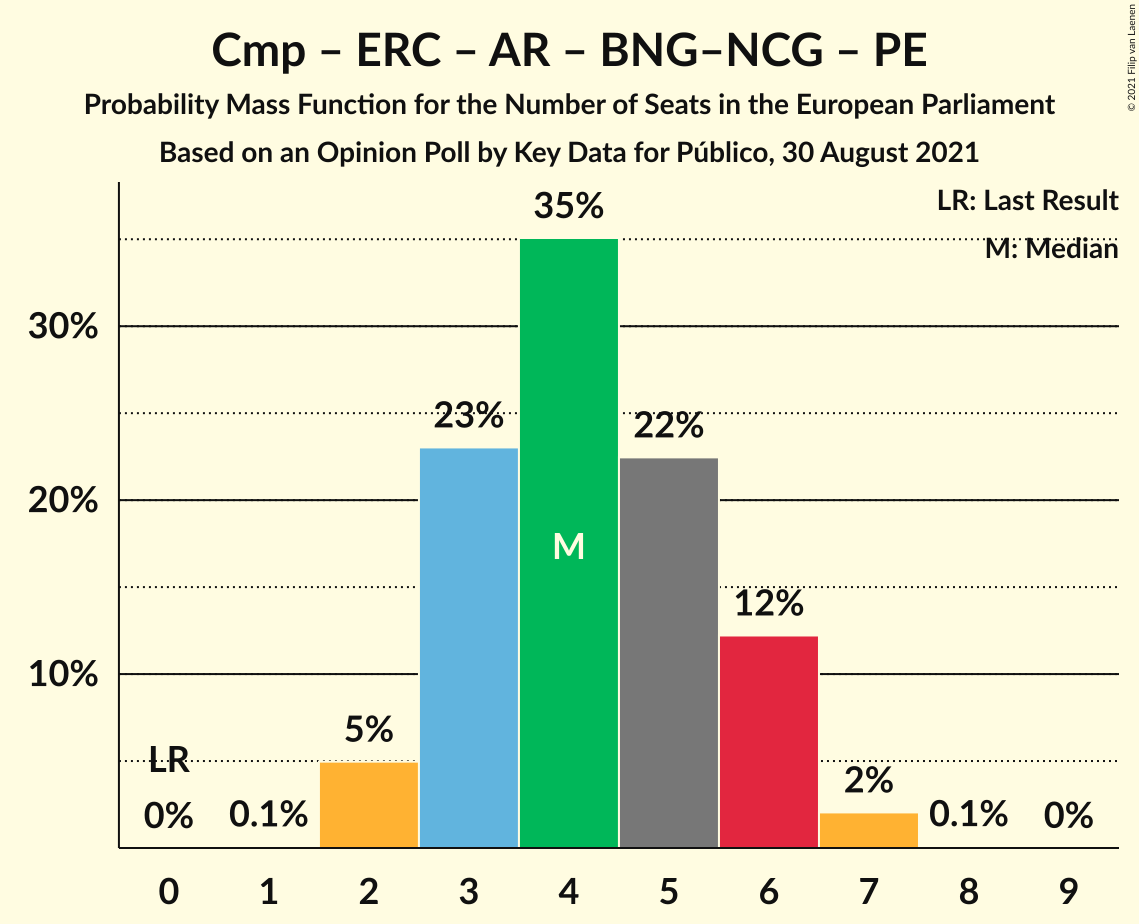 Cmp – ERC – AR – BNG–NCG – PE
Probability Mass Function for the Number of Seats in the European Parliament
Based on an Opinion Poll by Key Data for Público, 30 August 2021
© 2021 Filip van Laenen
LR: Last Result
M: Median
35%
30%
23%
22%
20%
M
12%
10%
5%
LR
2%
0%
0.1%
0.1%
0%
0 1 2 3 4 5 6 7 8 9